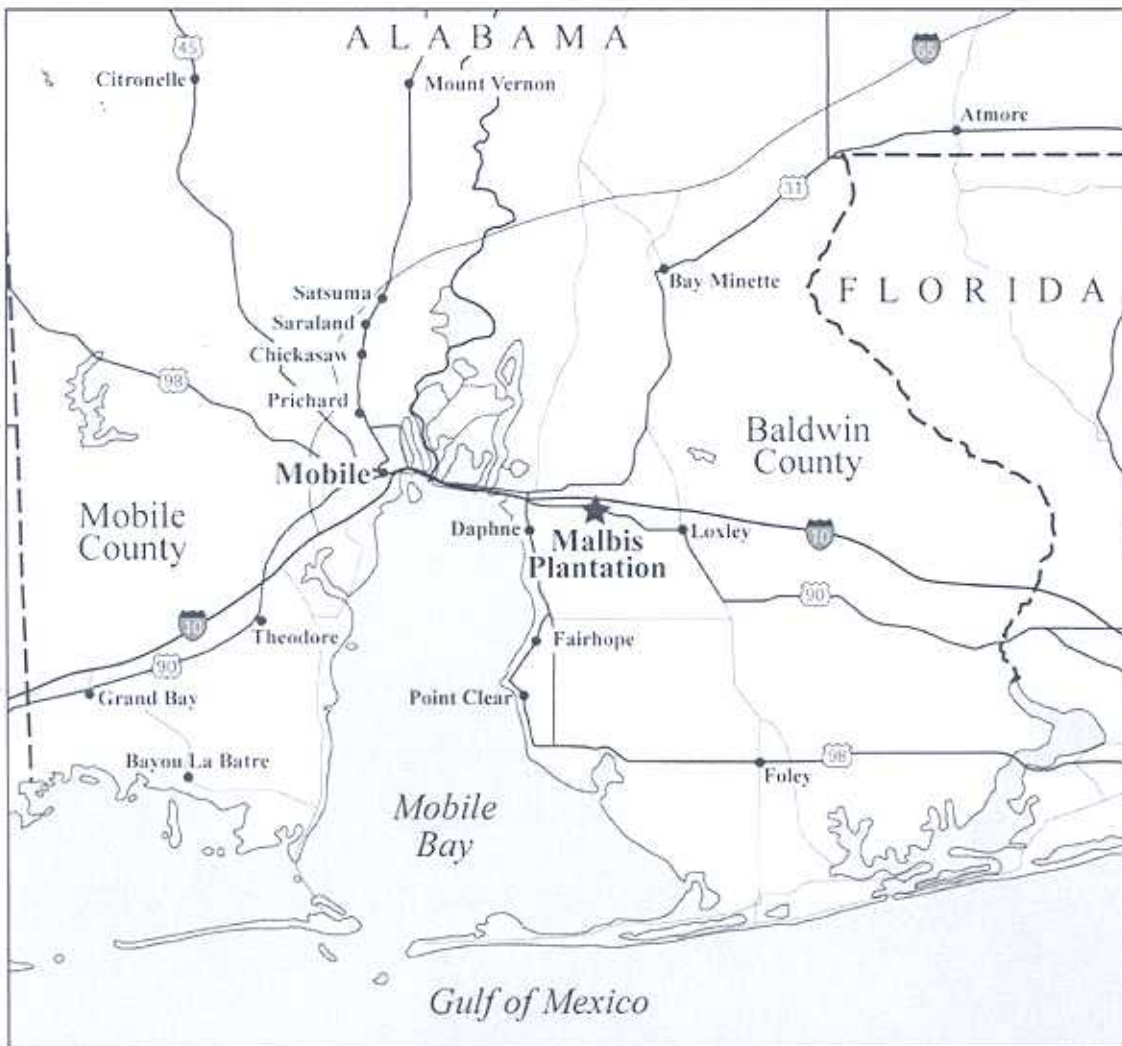 A L A B A M A
45
65
Citronelle
Mount Vernon
Atmore
31
Bay Minette
F L O R I D A
Satsuma
Saraland
Chickasaw
98
Prichard
Baldwin
County
Mobile
Mobile
County
Daphne
Malbis
Plantation
Loxley
10
90
10
Theodore
Fairhope
90
Grand Bay
Point Clear
Bayou La Batre
98
Foley
Mobile
Bay
Gulf of Mexico